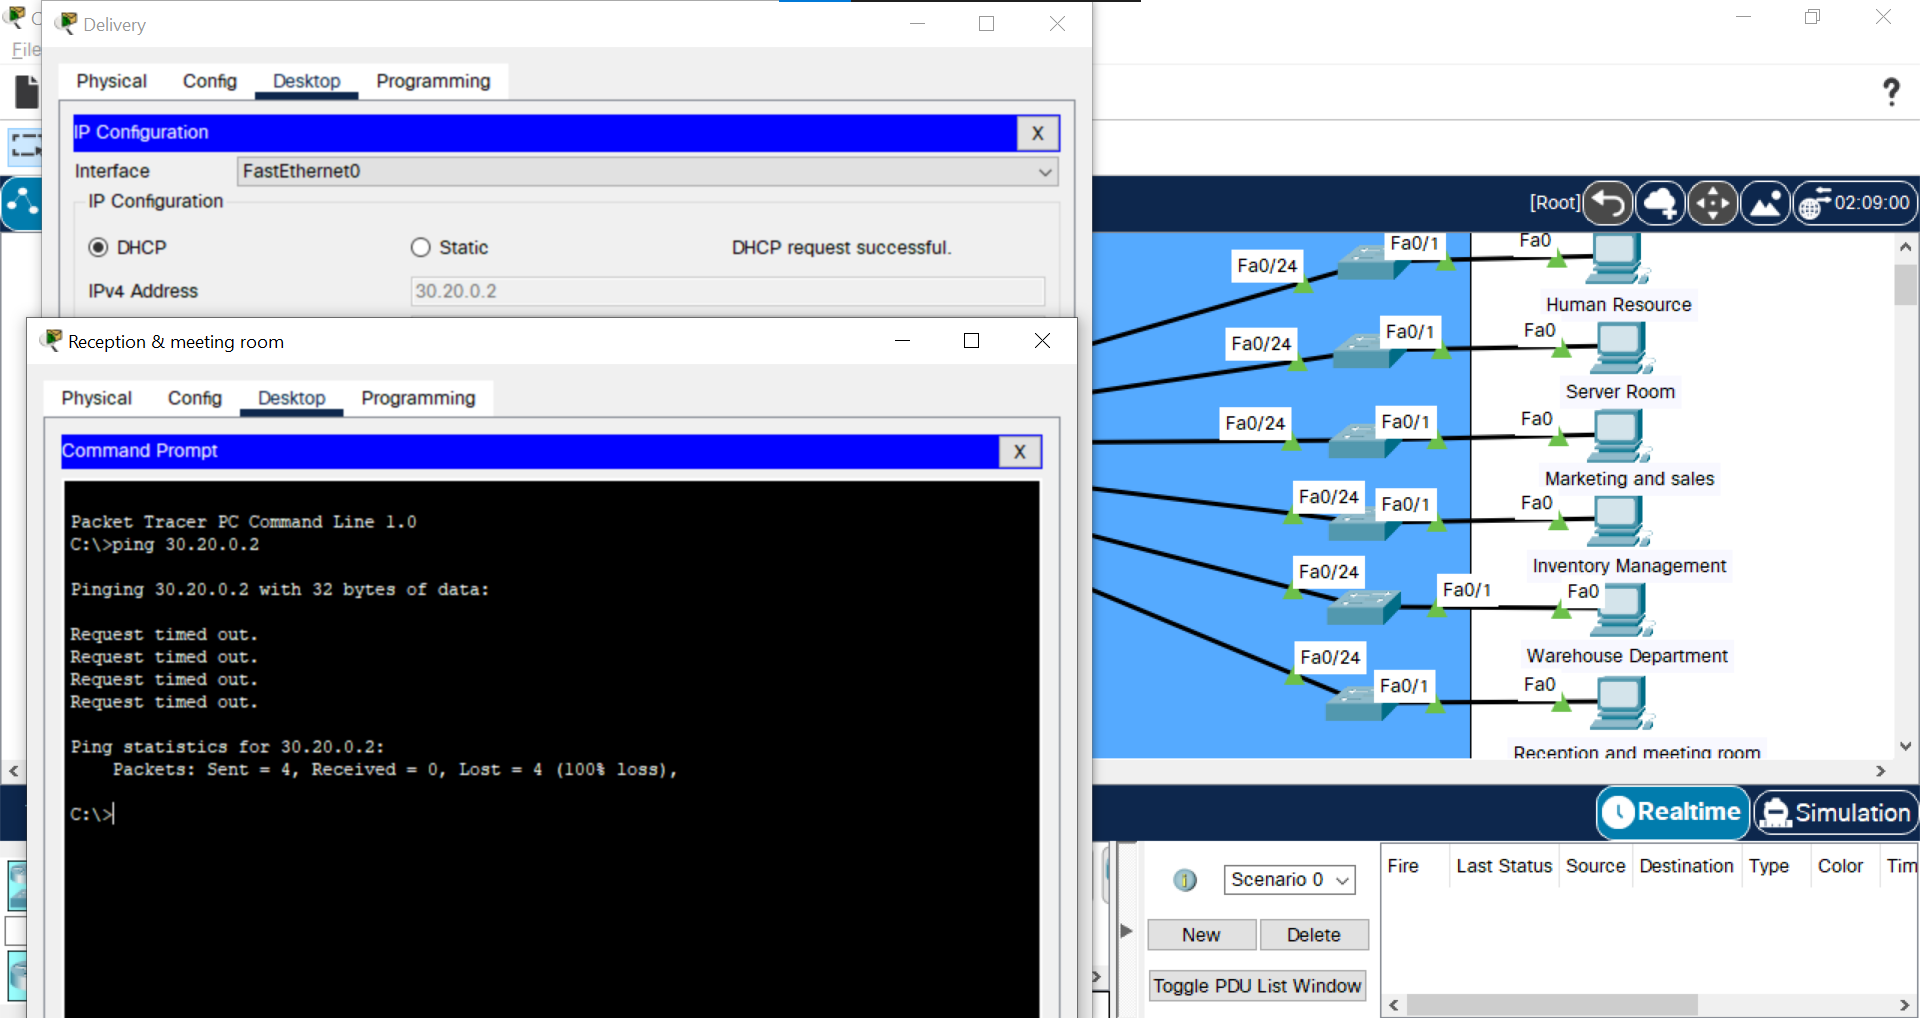 Delivery
File
Physical Config Desktop Programming
IP Configuration X
Interface FastEthernet0
IP Configuration
DHCP Static DHCP request successful.
IPv4 Address 30.20.0.2
Reception & meeting room
Physical Config Desktop Programming
Command Prompt X
Packet Tracer PC Command Line 1.0
C:\>ping 30.20.0.2
Pinging 30.20.0.2 with 32 bytes of data:
Request timed out.
Request timed out.
Request timed out.
Request timed out.
Ping statistics for 30.20.0.2:
Packets: Sent = 4, Received = 0, Lost = 4 (100% loss),
C:\>
?
[Root] 02:09:00
Fa0/24 Fa0/1 Fa0
Human Resource
Fa0/24 Fa0/1 Fa0
Server Room
Fa0/24 Fa0/1 Fa0
Marketing and sales
Fa0/24 Fa0/1 Fa0
Inventory Management
Fa0/24 Fa0/1 Fa0
Warehouse Department
Fa0/24 Fa0/1 Fa0
Reception and meeting room
Realtime Simulation
Scenario 0
New Delete
Toggle PDU List Window
Fire Last Status Source Destination Type Color Tim